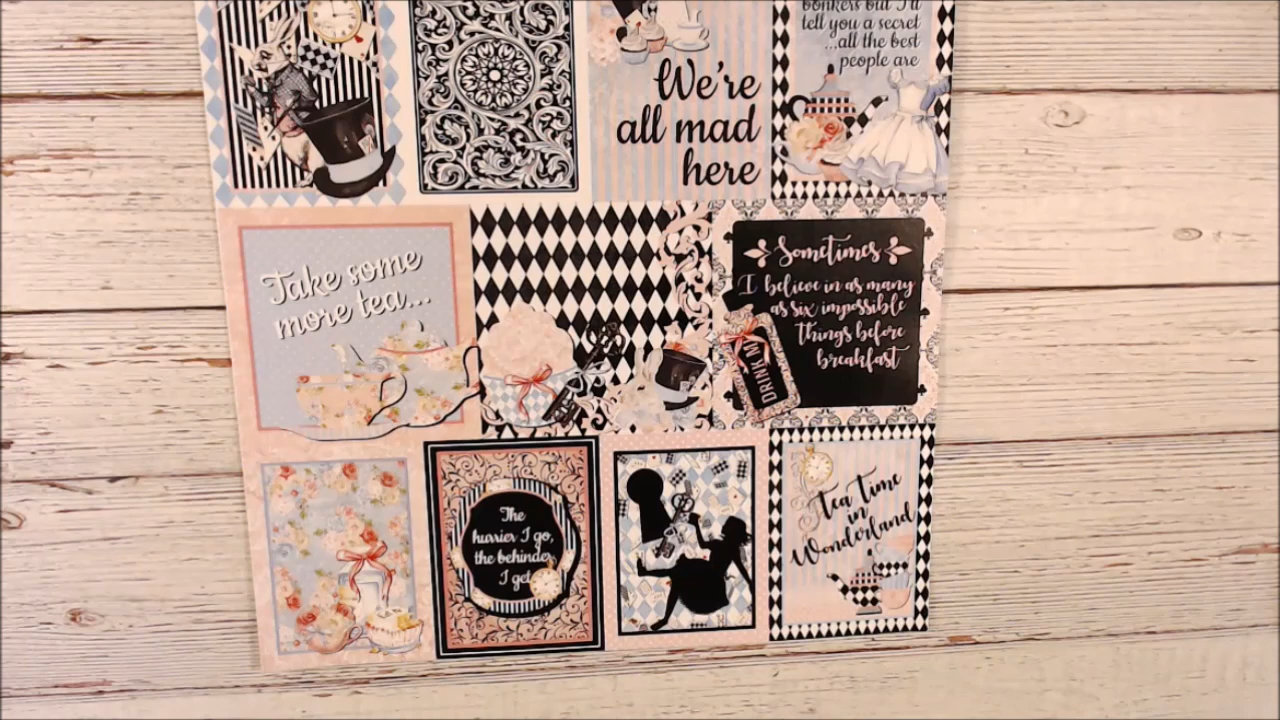 bonkers but I'll
tell you a secret
...all the best
people are
We're
all mad
here
Take some
more tea...
Sometimes
I believe in as many
as six impossible
things before
breakfast
DRINK M
The
hurrier I go,
the behinder
I get
Tea time
in
Wonderland